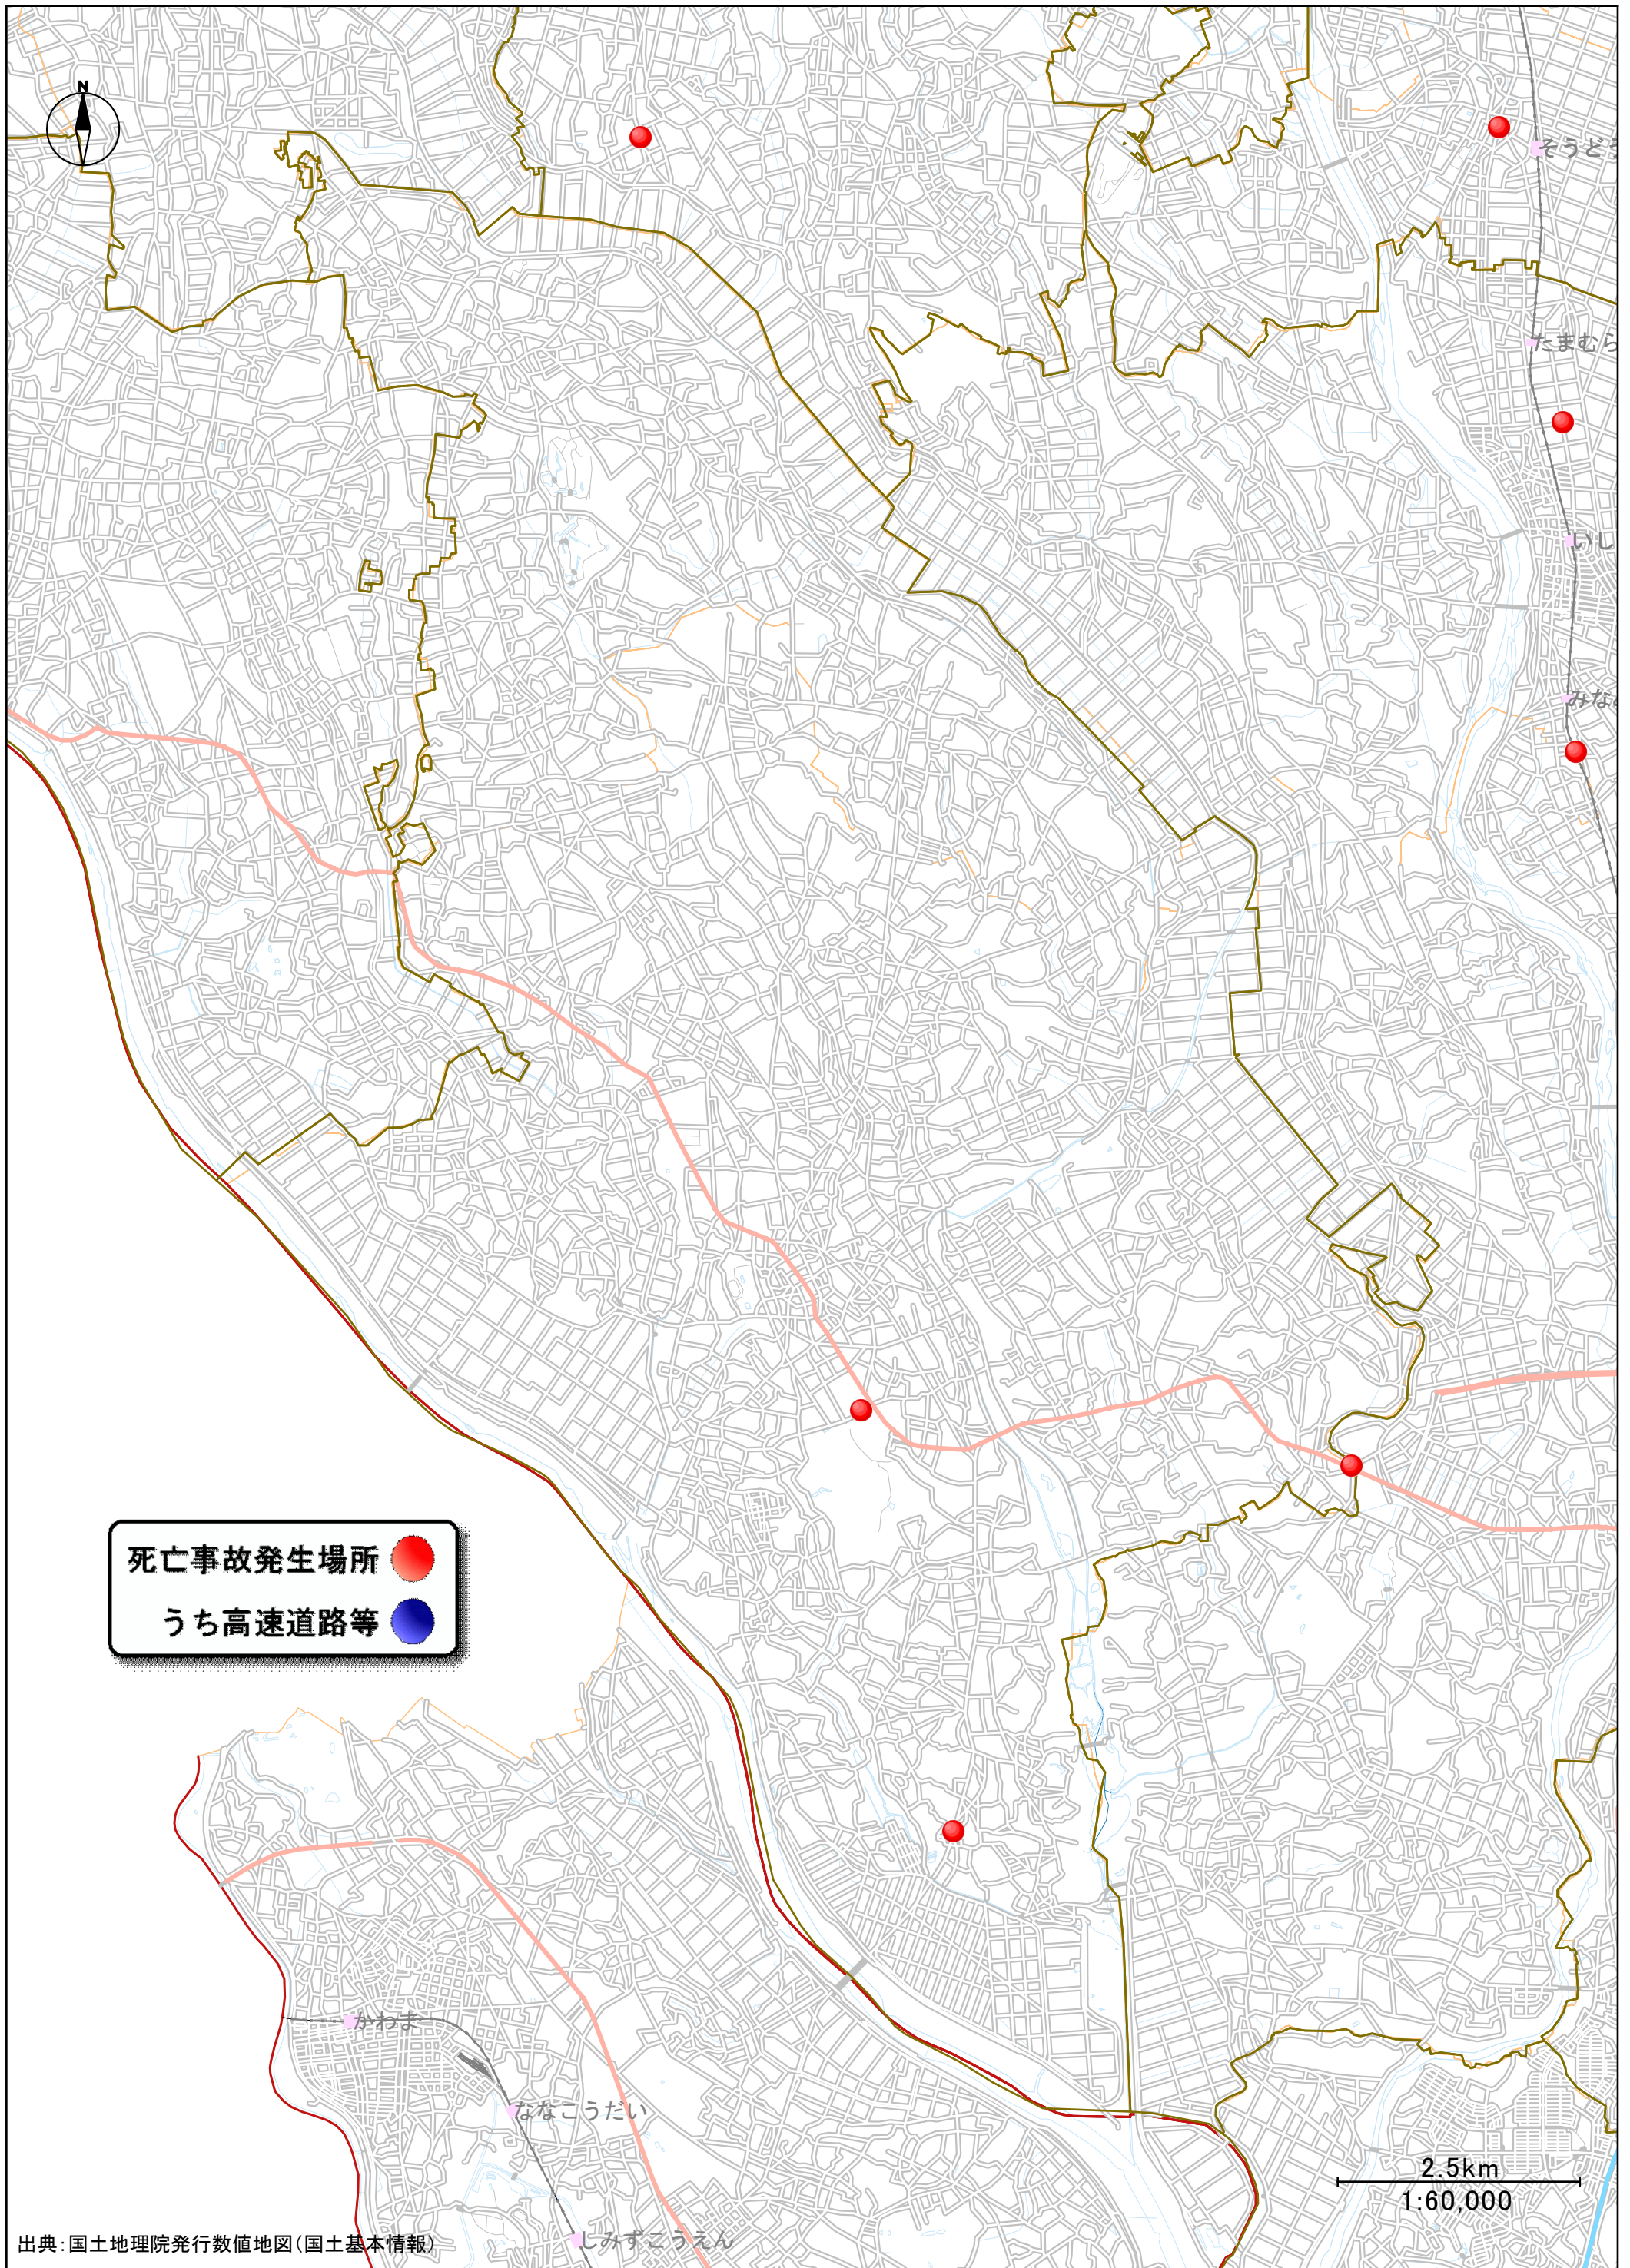 N
そうどう
たまむら
いし
みな
死亡事故発生場所
うち高速道路等
かわま
ななこうだい
しみずこうえん
2.5km
1:60,000
出典:国土地理院発行数値地図(国土基本情報)